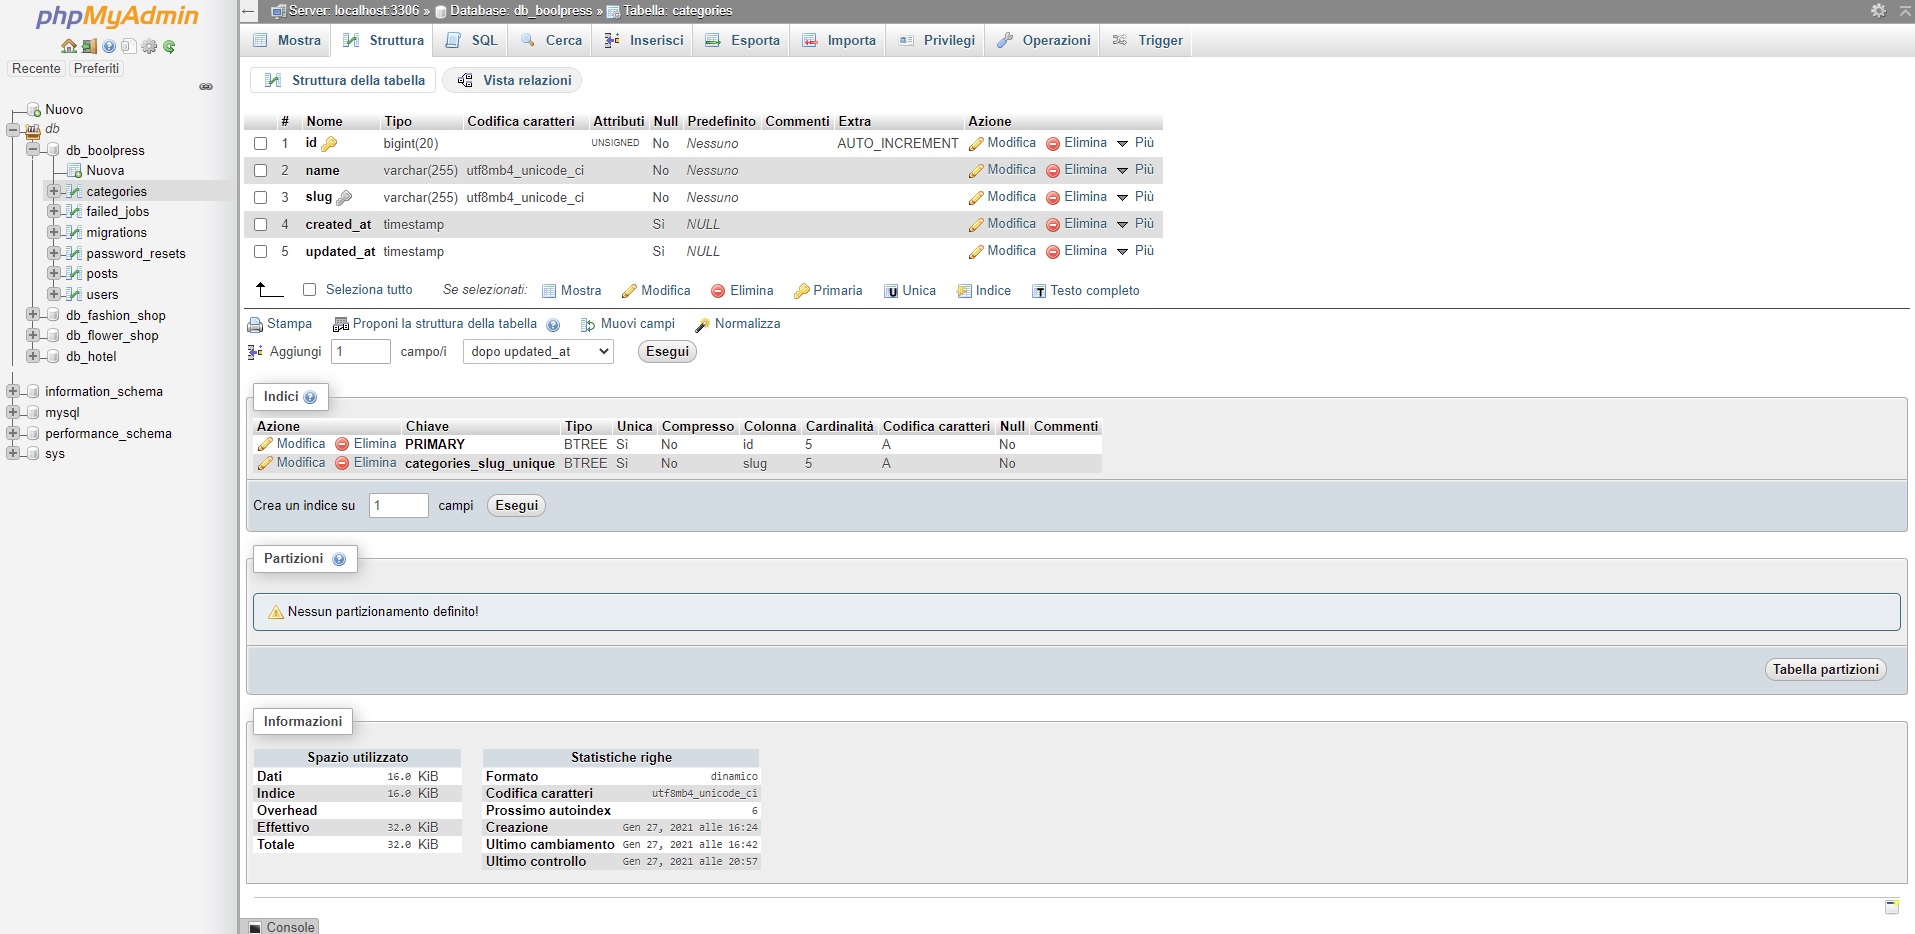 phpMyAdmin
Recente Preferiti
Nuovo
db
db_boolpress
Nuova
categories
failed_jobs
migrations
password_resets
posts
users
db_fashion_shop
db_flower_shop
db_hotel
information_schema
mysql
performance_schema
sys
Server: localhost:3306 » Database: db_boolpress » Tabella: categories
Mostra Struttura SQL Cerca Inserisci Esporta Importa Privilegi Operazioni Trigger
Struttura della tabella Vista relazioni
# Nome Tipo Codifica caratteri Attributi Null Predefinito Commenti Extra Azione
1 id bigint(20) UNSIGNED No Nessuno AUTO_INCREMENT Modifica Elimina Più
2 name varchar(255) utf8mb4_unicode_ci No Nessuno Modifica Elimina Più
3 slug varchar(255) utf8mb4_unicode_ci No Nessuno Modifica Elimina Più
4 created_at timestamp Sì NULL Modifica Elimina Più
5 updated_at timestamp Sì NULL Modifica Elimina Più
Seleziona tutto Se selezionati: Mostra Modifica Elimina Primaria Unica Indice Testo completo
Stampa Proponi la struttura della tabella Muovi campi Normalizza
Aggiungi 1 campo/i dopo updated_at Esegui
Indici
Azione Chiave Tipo Unica Compresso Colonna Cardinalità Codifica caratteri Null Commenti
Modifica Elimina PRIMARY BTREE Sì No id 5 A No
Modifica Elimina categories_slug_unique BTREE Sì No slug 5 A No
Crea un indice su 1 campi Esegui
Partizioni
Nessun partizionamento definito!
Tabella partizioni
Informazioni
Spazio utilizzato
Dati 16.0 KiB
Indice 16.0 KiB
Overhead
Effettivo 32.0 KiB
Totale 32.0 KiB
Statistiche righe
Formato dinamico
Codifica caratteri utf8mb4_unicode_ci
Prossimo autoindex 6
Creazione Gen 27, 2021 alle 16:24
Ultimo cambiamento Gen 27, 2021 alle 16:42
Ultimo controllo Gen 27, 2021 alle 20:57
Console